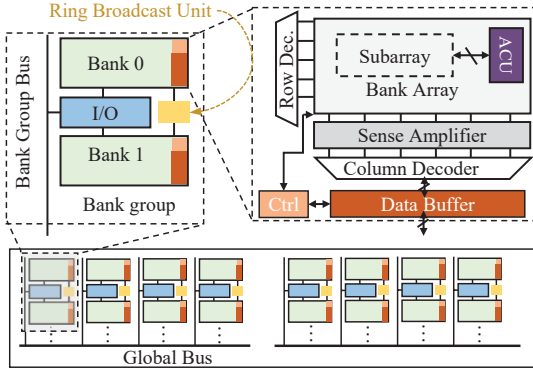 Ring Broadcast Unit
Bank Group Bus
Bank 0
I/O
Bank 1
Bank group
Row Dec.
Subarray
ACU
Bank Array
Sense Amplifier
Column Decoder
Ctrl
Data Buffer
Global Bus